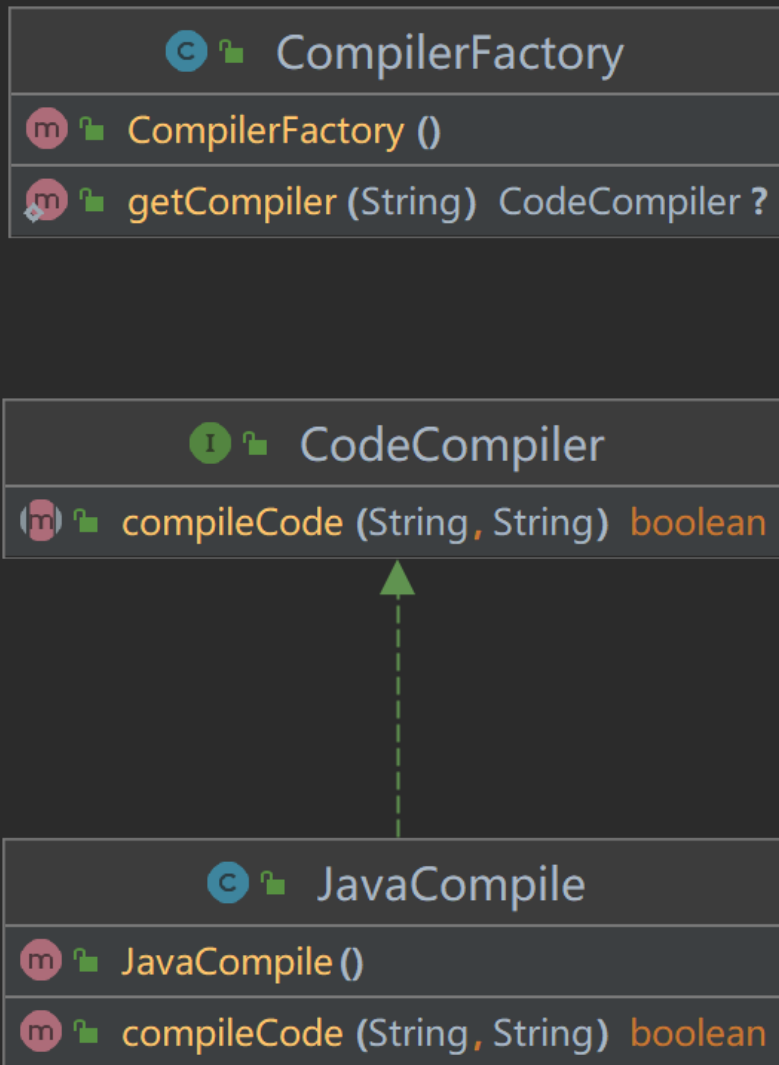 C CompilerFactory
m CompilerFactory ()
m getCompiler (String) CodeCompiler ?
I CodeCompiler
m compileCode (String, String) boolean
C JavaCompile
m JavaCompile ()
m compileCode (String, String) boolean